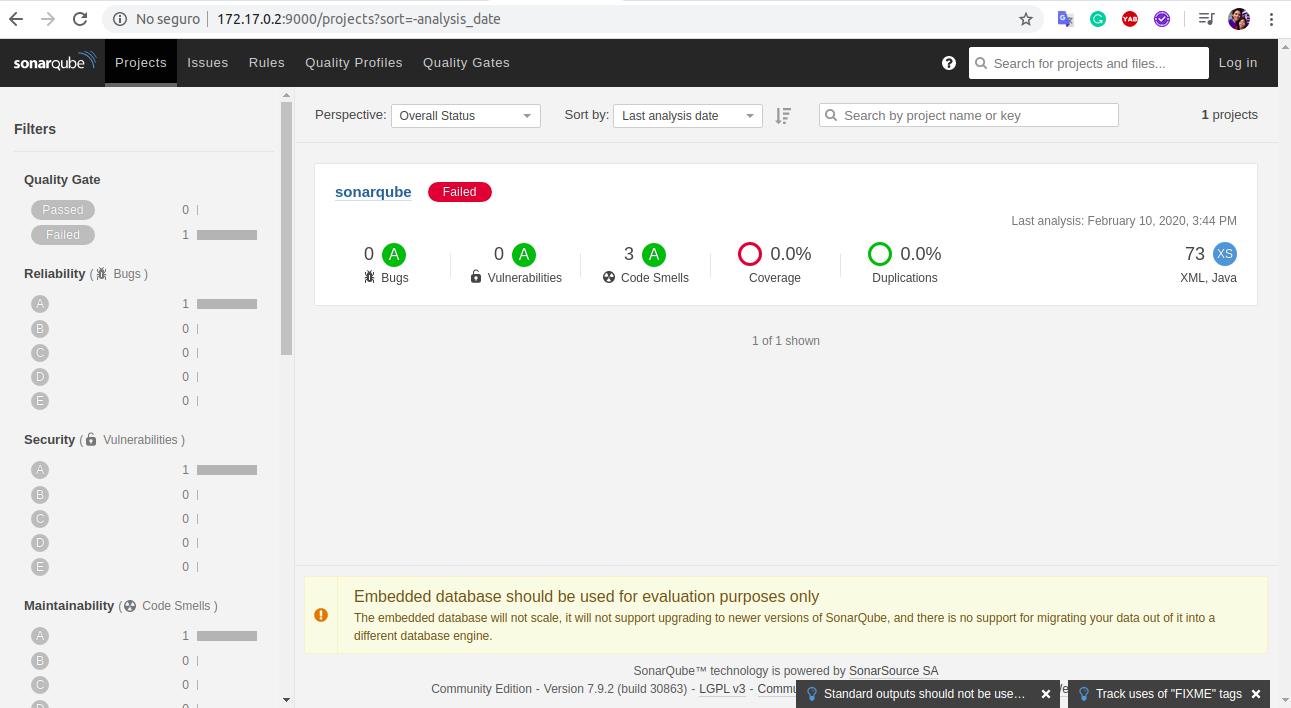 No seguro 172.17.0.2:9000/projects?sort=-analysis_date
YAB
sonarqube Projects Issues Rules Quality Profiles Quality Gates ? Search for projects and files... Log in
Filters
Quality Gate
Passed 0
Failed 1
Reliability ( Bugs )
A 1
B 0
C 0
D 0
E 0
Security ( Vulnerabilities )
A 1
B 0
C 0
D 0
E 0
Maintainability ( Code Smells )
A 1
B 0
C 0
D 0
Perspective: Overall Status Sort by: Last analysis date Search by project name or key 1 projects
sonarqube Failed
Last analysis: February 10, 2020, 3:44 PM
0 A 0 A 3 A 0.0% 0.0% 73 XS
Bugs Vulnerabilities Code Smells Coverage Duplications XML, Java
1 of 1 shown
Embedded database should be used for evaluation purposes only
The embedded database will not scale, it will not support upgrading to newer versions of SonarQube, and there is no support for migrating your data out of it into a
different database engine.
SonarQube™ technology is powered by SonarSource SA
Community Edition - Version 7.9.2 (build 30863) - LGPL v3 - Commu
Standard outputs should not be use… × Track uses of "FIXME" tags ×